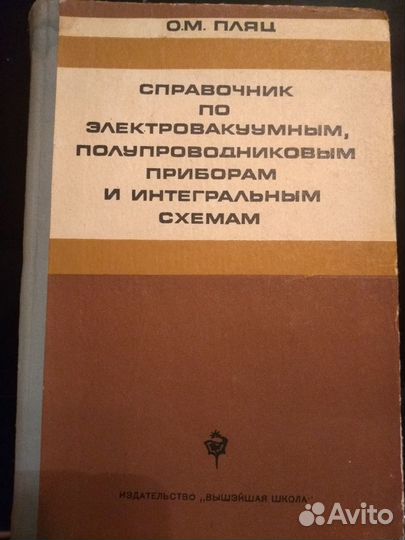 О.М. ПЛЯЦ
СПРАВОЧНИК
ПО
ЭЛЕКТРОВАКУУМНЫМ,
ПОЛУПРОВОДНИКОВЫМ
ПРИБОРАМ
И ИНТЕГРАЛЬНЫМ
СХЕМАМ
ИЗДАТЕЛЬСТВО „ВЫШЭЙШАЯ ШКОЛА"
Avito